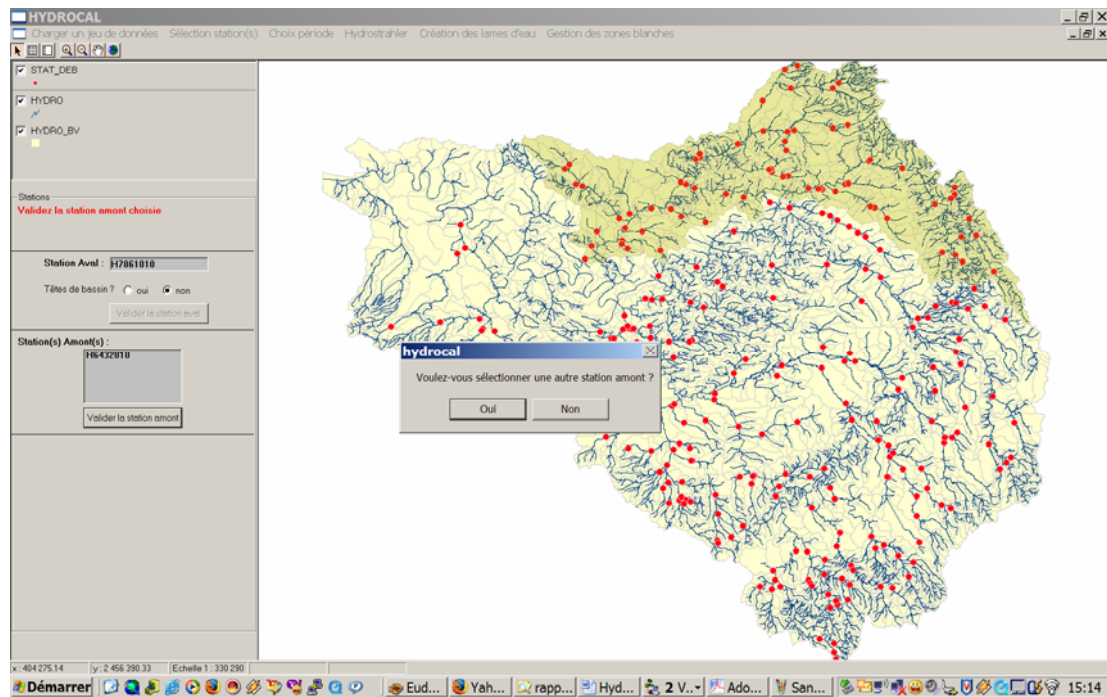 HYDROCAL
Charger un jeu de données Sélection station(s) Choix période Hydrostrahler Création des lames d'eau Gestion des zones blanches
STAT_DEB
HYDRO
HYDRO_BV
Stations
Validez la station amont choisie
Station Aval : H7861010
Têtes de bassin ? oui non
Valider la station aval
Station(s) Amont(s) :
H6432010
Valider la station amont
hydrocal
Voulez-vous sélectionner une autre station amont ?
Oui Non
x : 404 275.14 y : 2 456 390.33 Echelle 1 : 330 290
Démarrer Eud... Yah... rapp... Hyd... 2 V... Ado... San... 15:14